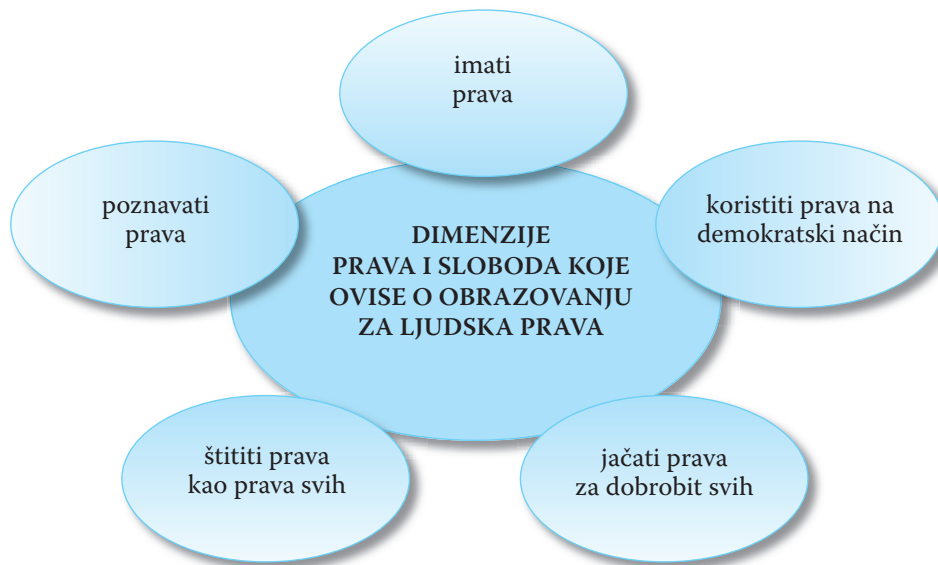 imati
prava
poznavati
prava
koristiti prava na
demokratski način
DIMENZIJE
PRAVA I SLOBODA KOJE
OVISE O OBRAZOVANJU
ZA LJUDSKA PRAVA
štititi prava
kao prava svih
jačati prava
za dobrobit svih